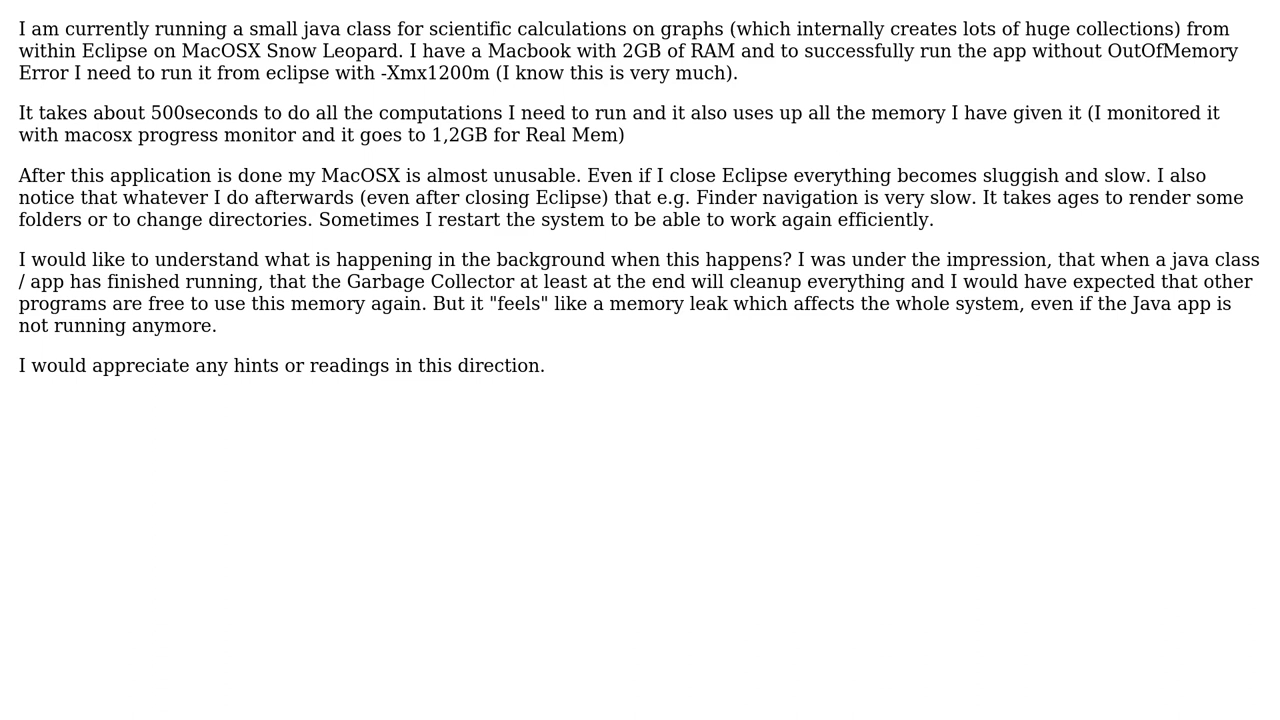 I am currently running a small java class for scientific calculations on graphs (which internally creates lots of huge collections) from
within Eclipse on MacOSX Snow Leopard. I have a Macbook with 2GB of RAM and to successfully run the app without OutOfMemory
Error I need to run it from eclipse with -Xmx1200m (I know this is very much).
It takes about 500seconds to do all the computations I need to run and it also uses up all the memory I have given it (I monitored it
with macosx progress monitor and it goes to 1,2GB for Real Mem)
After this application is done my MacOSX is almost unusable. Even if I close Eclipse everything becomes sluggish and slow. I also
notice that whatever I do afterwards (even after closing Eclipse) that e.g. Finder navigation is very slow. It takes ages to render some
folders or to change directories. Sometimes I restart the system to be able to work again efficiently.
I would like to understand what is happening in the background when this happens? I was under the impression, that when a java class
/ app has finished running, that the Garbage Collector at least at the end will cleanup everything and I would have expected that other
programs are free to use this memory again. But it "feels" like a memory leak which affects the whole system, even if the Java app is
not running anymore.
I would appreciate any hints or readings in this direction.